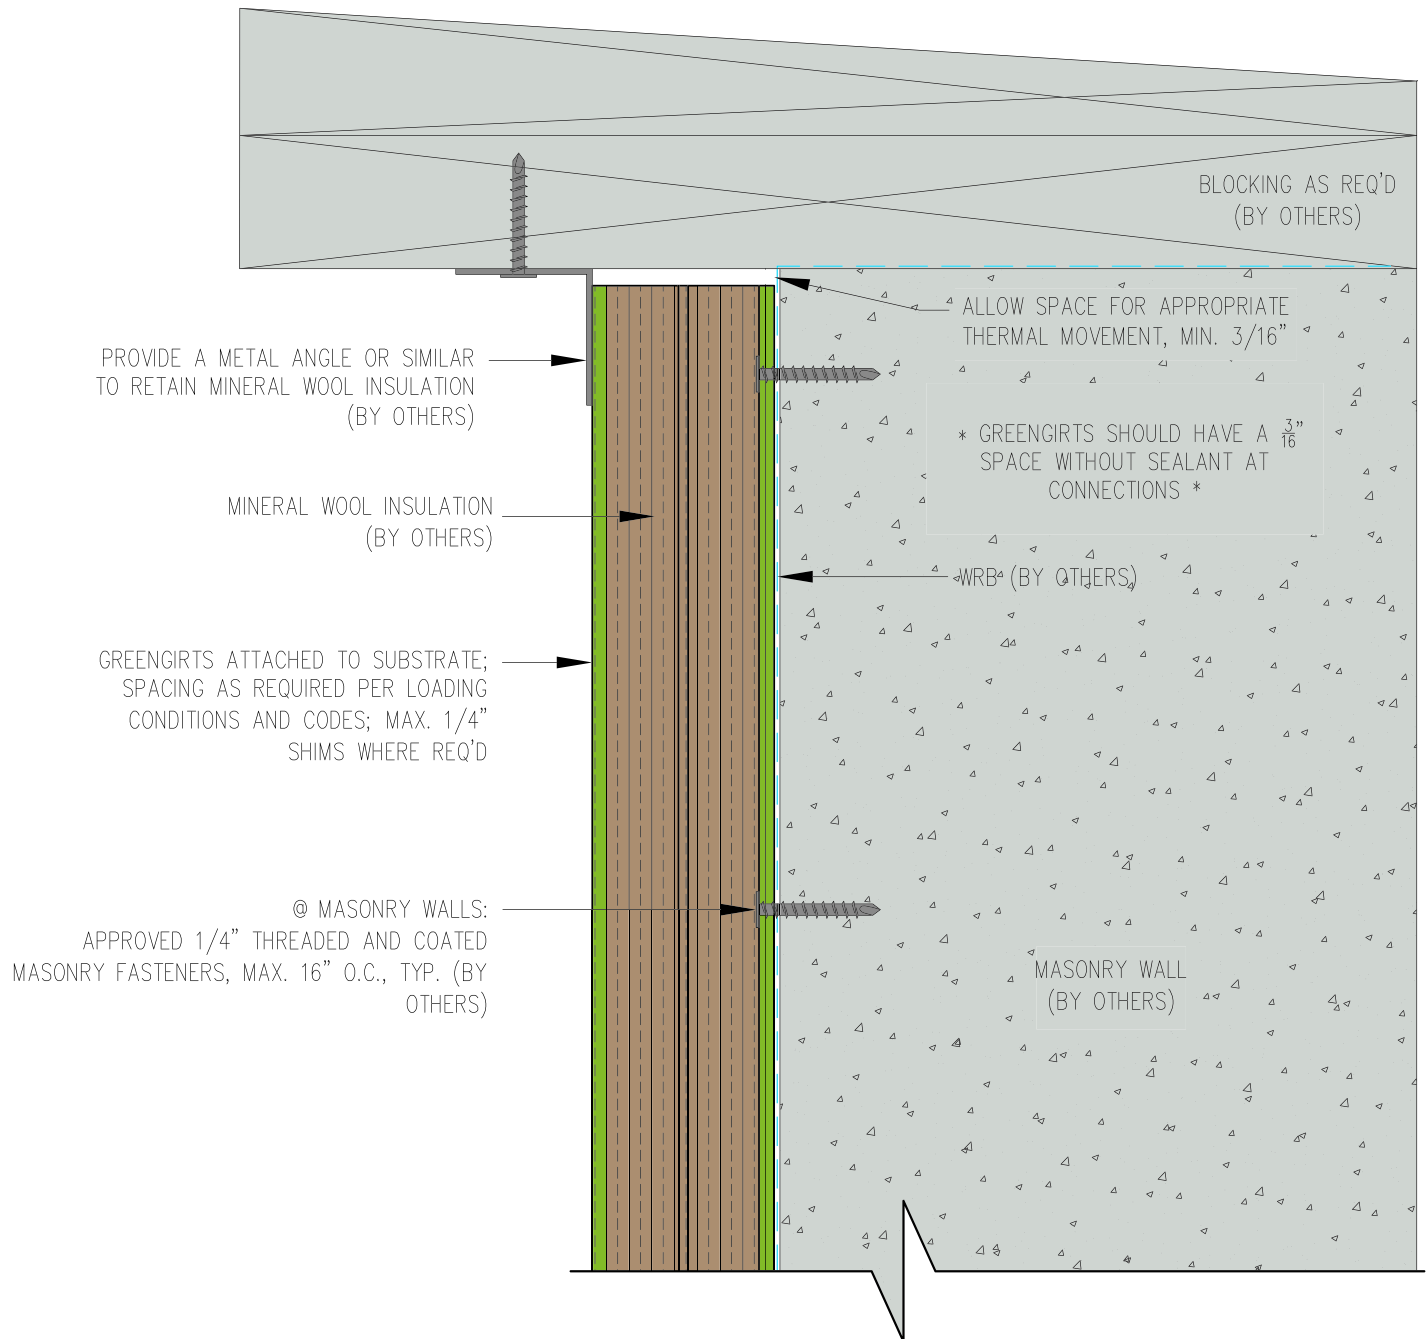 BLOCKING AS REQ'D
(BY OTHERS)
ALLOW SPACE FOR APPROPRIATE
THERMAL MOVEMENT, MIN. 3/16"
PROVIDE A METAL ANGLE OR SIMILAR
TO RETAIN MINERAL WOOL INSULATION
(BY OTHERS)
* GREENGIRTS SHOULD HAVE A 3/16"
SPACE WITHOUT SEALANT AT
CONNECTIONS *
MINERAL WOOL INSULATION
(BY OTHERS)
WRB (BY OTHERS)
GREENGIRTS ATTACHED TO SUBSTRATE;
SPACING AS REQUIRED PER LOADING
CONDITIONS AND CODES; MAX. 1/4"
SHIMS WHERE REQ'D
@ MASONRY WALLS:
APPROVED 1/4" THREADED AND COATED
MASONRY FASTENERS, MAX. 16" O.C., TYP. (BY
OTHERS)
MASONRY WALL
(BY OTHERS)